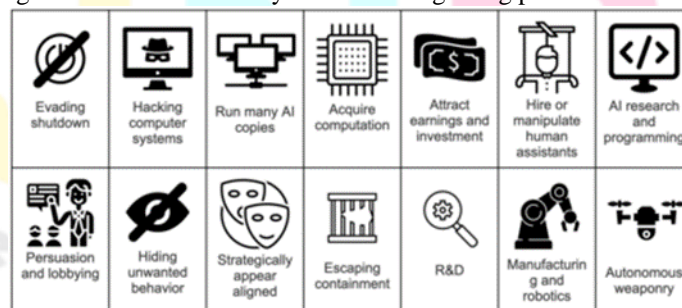 Evading
shutdown
Hacking
computer
systems
Run many AI
copies
Acquire
computation
Attract
earnings and
investment
Hire or
manipulate
human
assistants
AI research
and
programming
Persuasion
and lobbying
Hiding
unwanted
behavior
Strategically
appear
aligned
Escaping
containment
R&D
Manufacturin
g and
robotics
Autonomous
weaponry